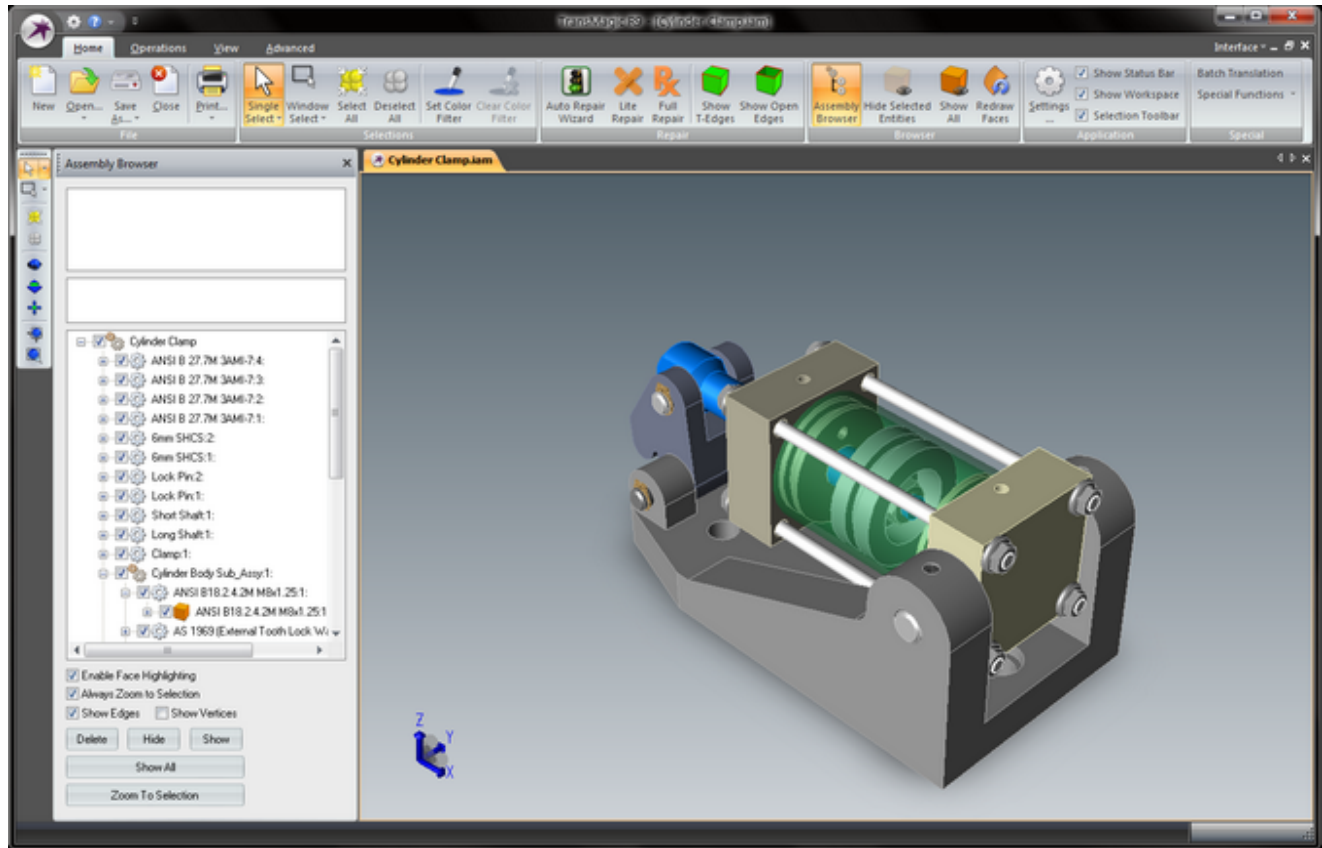 TransMagic R9 - [Cylinder Clamp.iam]
Home Operations View Advanced Interface
New Open... Save As... Close Print...
File
Single Select Window Select Select All Deselect All Set Color Filter Clear Color Filter
Selections
Auto Repair Wizard Lite Repair Full Repair Show T-Edges Show Open Edges
Repair
Assembly Browser Hide Selected Entities Show All Redraw Faces
Browser
Settings ...
Show Status Bar
Show Workspace
Selection Toolbar
Application
Batch Translation
Special Functions
Special
Assembly Browser
Cylinder Clamp.iam
Cylinder Clamp
ANSI B 27.7M 3AMI-7:4:
ANSI B 27.7M 3AMI-7:3:
ANSI B 27.7M 3AMI-7:2:
ANSI B 27.7M 3AMI-7:1:
6mm SHCS:2:
6mm SHCS:1:
Lock Pin:2:
Lock Pin:1:
Short Shaft:1:
Long Shaft:1:
Clamp:1:
Cylinder Body Sub_Assy:1:
ANSI B18.2.4.2M M8x1.25:1:
ANSI B18.2.4.2M M8x1.25:1
AS 1969 (External Tooth Lock Wa
Enable Face Highlighting
Always Zoom to Selection
Show Edges Show Vertices
Delete Hide Show
Show All
Zoom To Selection
Z
Y
X